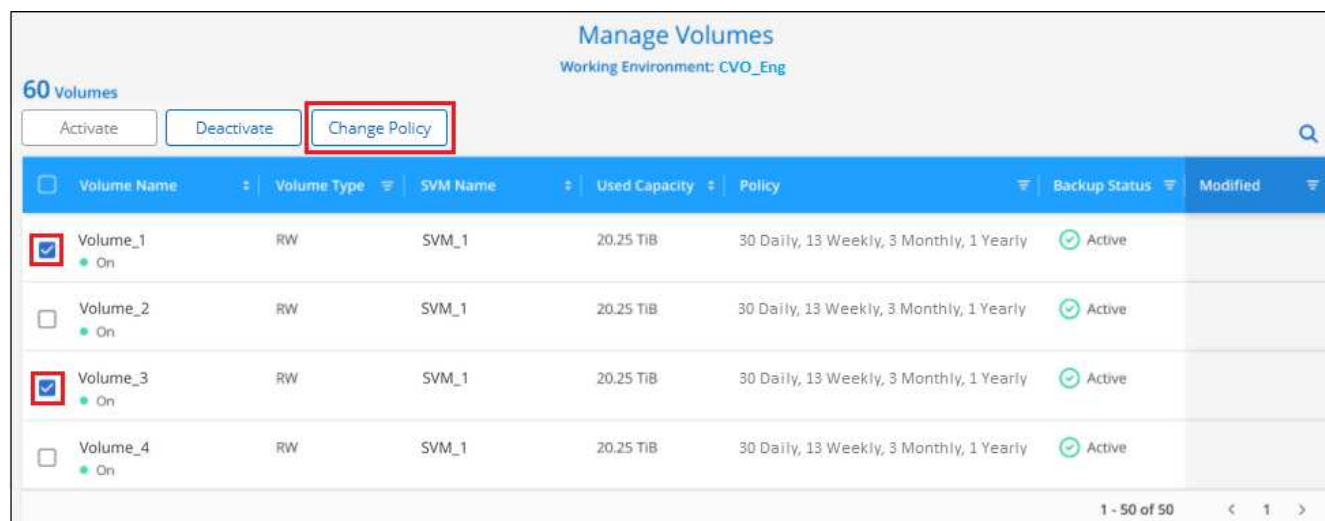 Manage Volumes
Working Environment: CVO_Eng
60 Volumes
Activate Deactivate Change Policy
Volume Name Volume Type SVM Name Used Capacity Policy Backup Status Modified
Volume_1 RW SVM_1 20.25 TiB 30 Daily, 13 Weekly, 3 Monthly, 1 Yearly Active
On
Volume_2 RW SVM_1 20.25 TiB 30 Daily, 13 Weekly, 3 Monthly, 1 Yearly Active
On
Volume_3 RW SVM_1 20.25 TiB 30 Daily, 13 Weekly, 3 Monthly, 1 Yearly Active
On
Volume_4 RW SVM_1 20.25 TiB 30 Daily, 13 Weekly, 3 Monthly, 1 Yearly Active
On
1 - 50 of 50 < 1 >